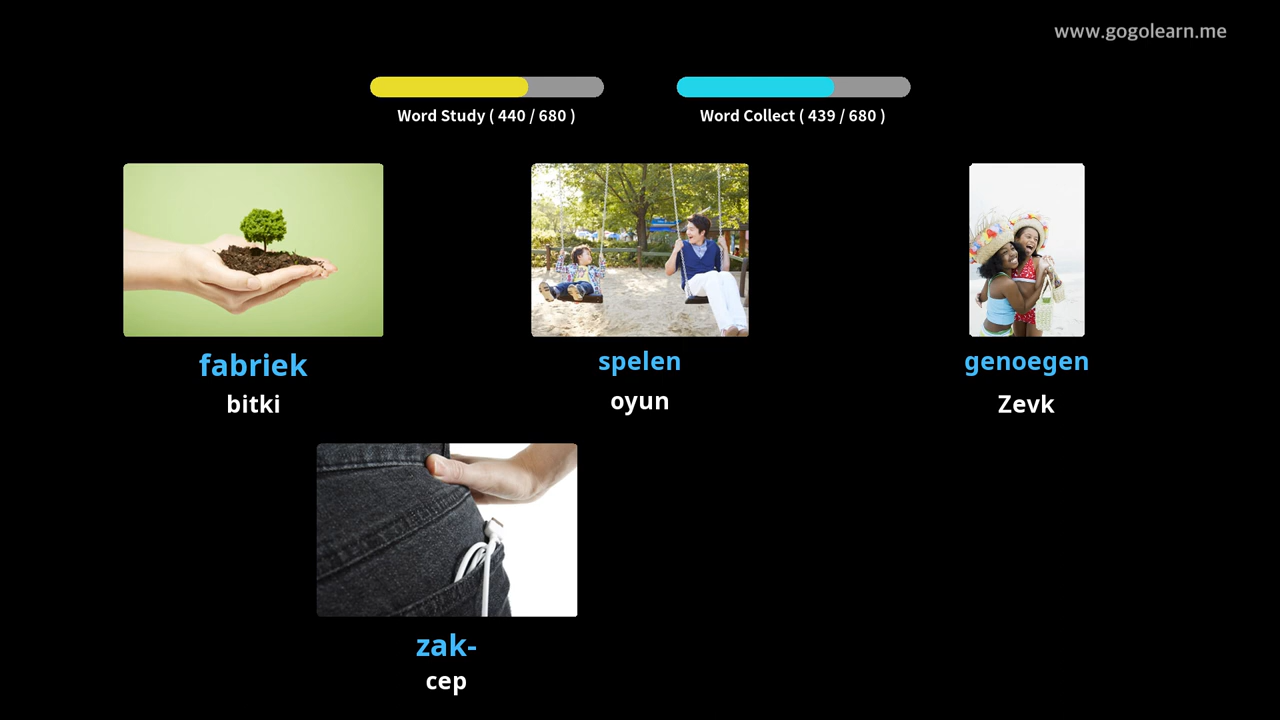 www.gogolearn.me
Word Study ( 440 / 680 )
Word Collect ( 439 / 680 )
fabriek
bitki
spelen
oyun
genoegen
Zevk
zak-
cep